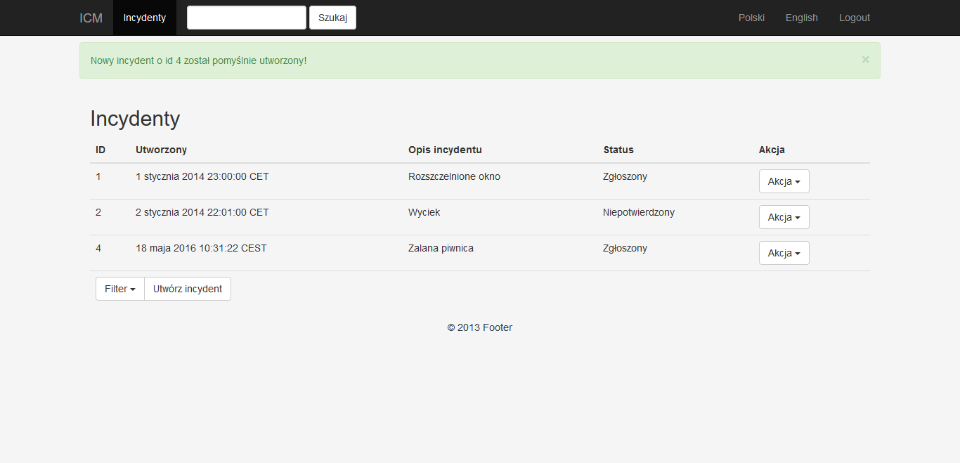 ICM Incydenty Szukaj Polski English Logout
Nowy incydent o id 4 został pomyślnie utworzony! ×
Incydenty
ID Utworzony Opis incydentu Status Akcja
1 1 stycznia 2014 23:00:00 CET Rozszczelnione okno Zgłoszony Akcja
2 2 stycznia 2014 22:01:00 CET Wyciek Niepotwierdzony Akcja
4 18 maja 2016 10:31:22 CEST Zalana piwnica Zgłoszony Akcja
Filter Utwórz incydent
© 2013 Footer